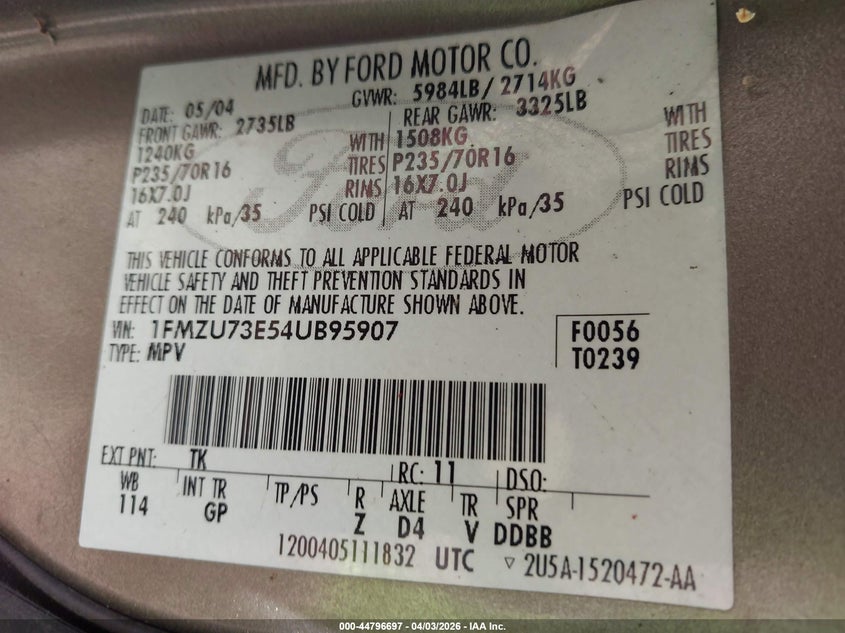 MFD. BY FORD MOTOR CO.
DATE: 05/04 GVWR: 5984LB/ 2714KG
FRONT GAWR: 2735LB REAR GAWR: 3325LB
1240KG WITH 1508KG WITH
P235/70R16 TIRES P235/70R16 TIRES
16X7.0J RIMS 16X7.0J RIMS
AT 240 kPa/35 PSI COLD AT 240 kPa/35 PSI COLD
Ford
THIS VEHICLE CONFORMS TO ALL APPLICABLE FEDERAL MOTOR
VEHICLE SAFETY AND THEFT PREVENTION STANDARDS IN
EFFECT ON THE DATE OF MANUFACTURE SHOWN ABOVE.
VIN: 1FMZU73E54UB95907 F0056
TYPE: MPV T0239
EXT PNT: TK RC: 11 DSO:
WB INT TR TP/PS R AXLE TR SPR
114 GP Z D4 V DDBB
1200405111832 UTC ▽ 2U5A-1520472-AA
000-44796697 - 04/03/2026 - IAA Inc.